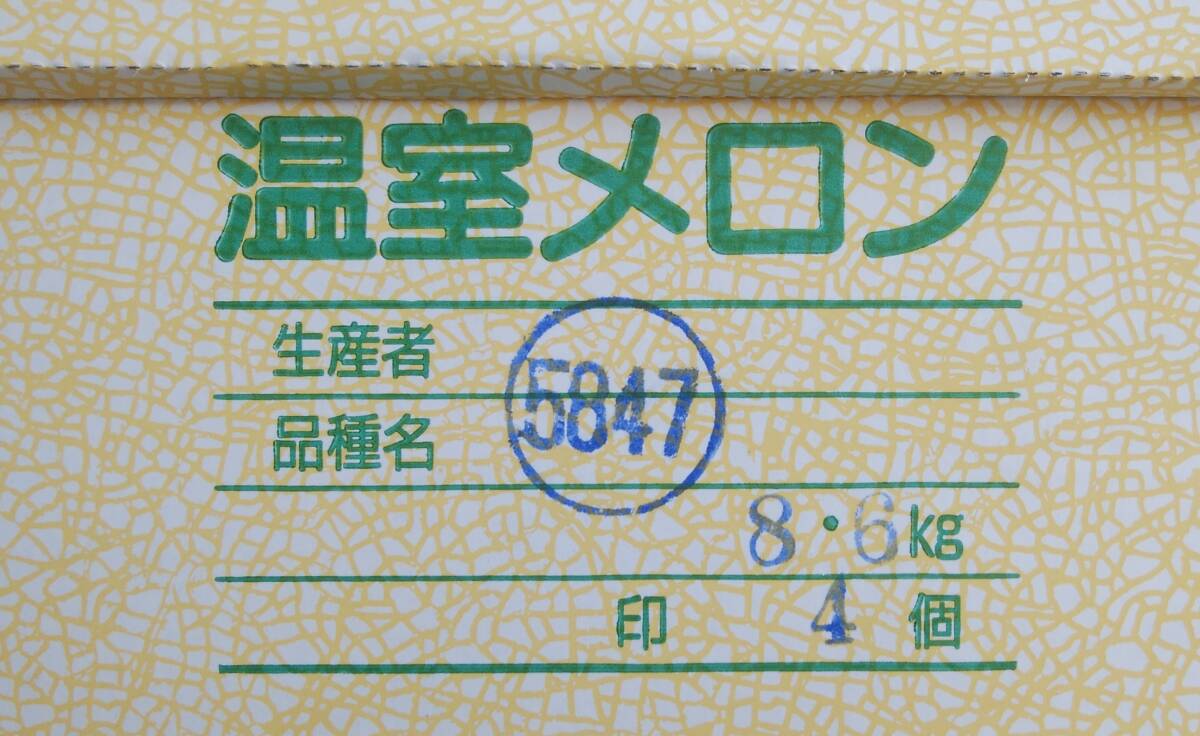 温室メロン
生産者
5847
品種名
8・6kg
印 4 個